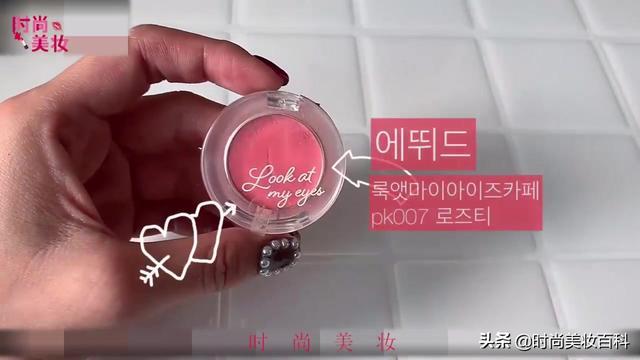 时尚
美妆
Look at
my eyes
에뛰드
룩앳마이아이즈카페
pk007 로즈티
时尚美妆
头条 @时尚美妆百科